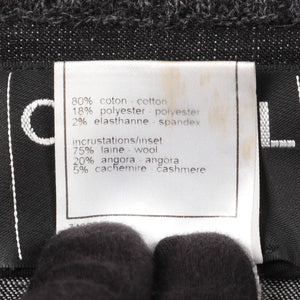 80% coton - cotton
18% polyester - polyester
2% elasthanne - spandex
incrustations/inset
75% laine - wool
20% angora - angora
5% cachemire - cashmere
C L